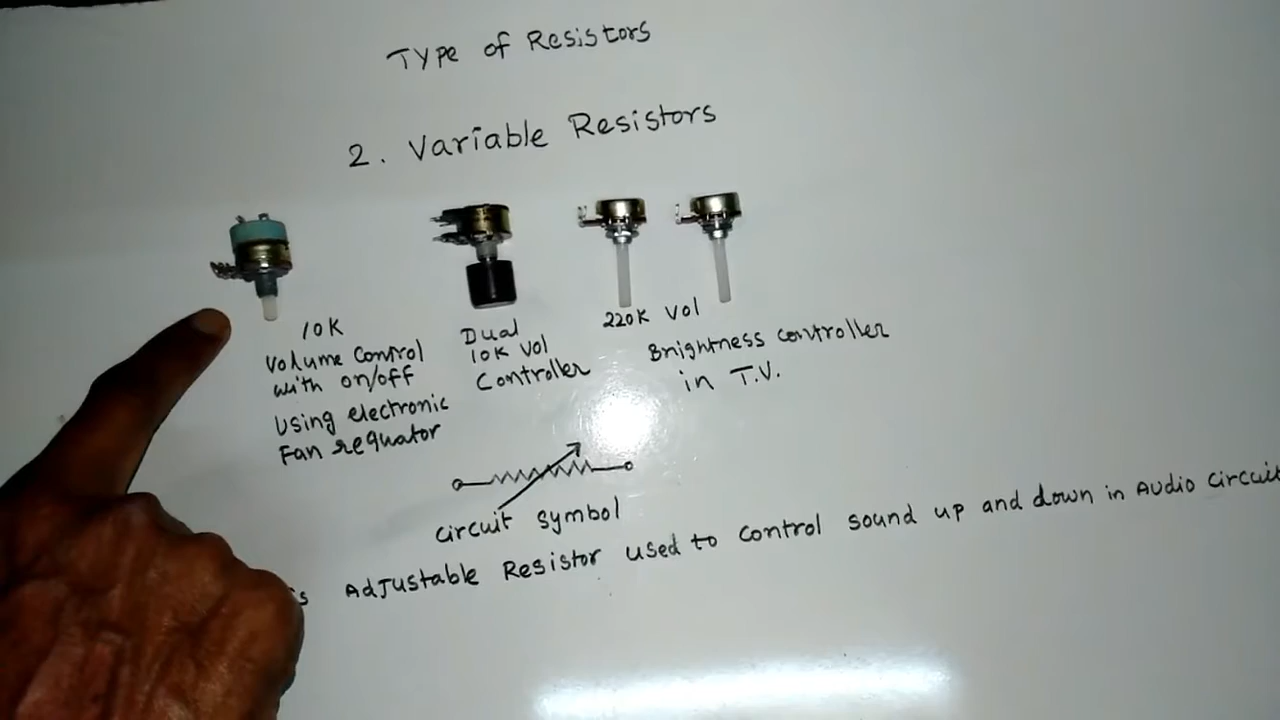 Type of Resistors
2. Variable Resistors
10K
Volume Control
with on/off
Using electronic
Fan reguator
Dual
10K Vol
Controller
220K Vol
Brightness controller
in T.V.
circuit symbol
Adjustable Resistor used to control sound up and down in Audio circuit